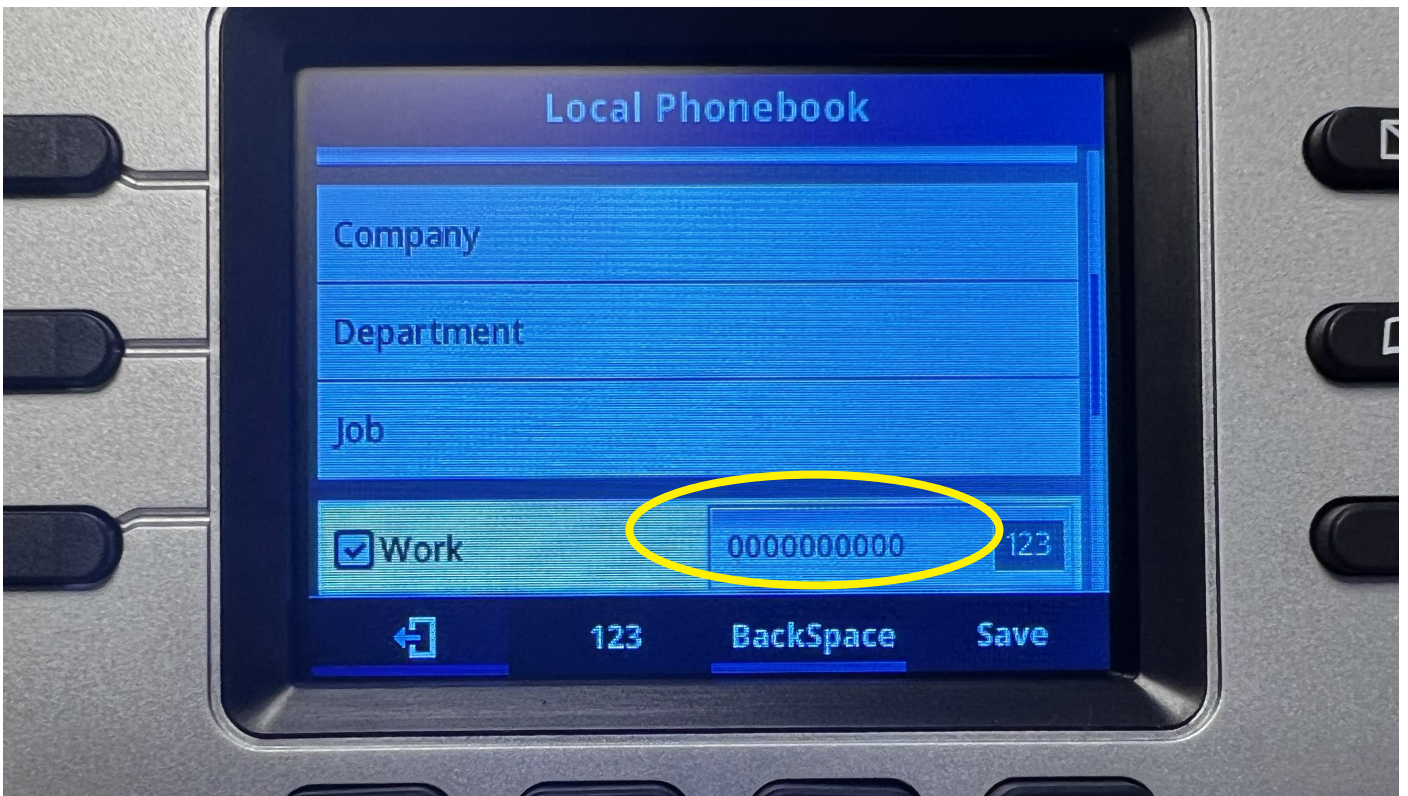 Local Phonebook
Company
Department
Job
Work 0000000000 123
123 BackSpace Save